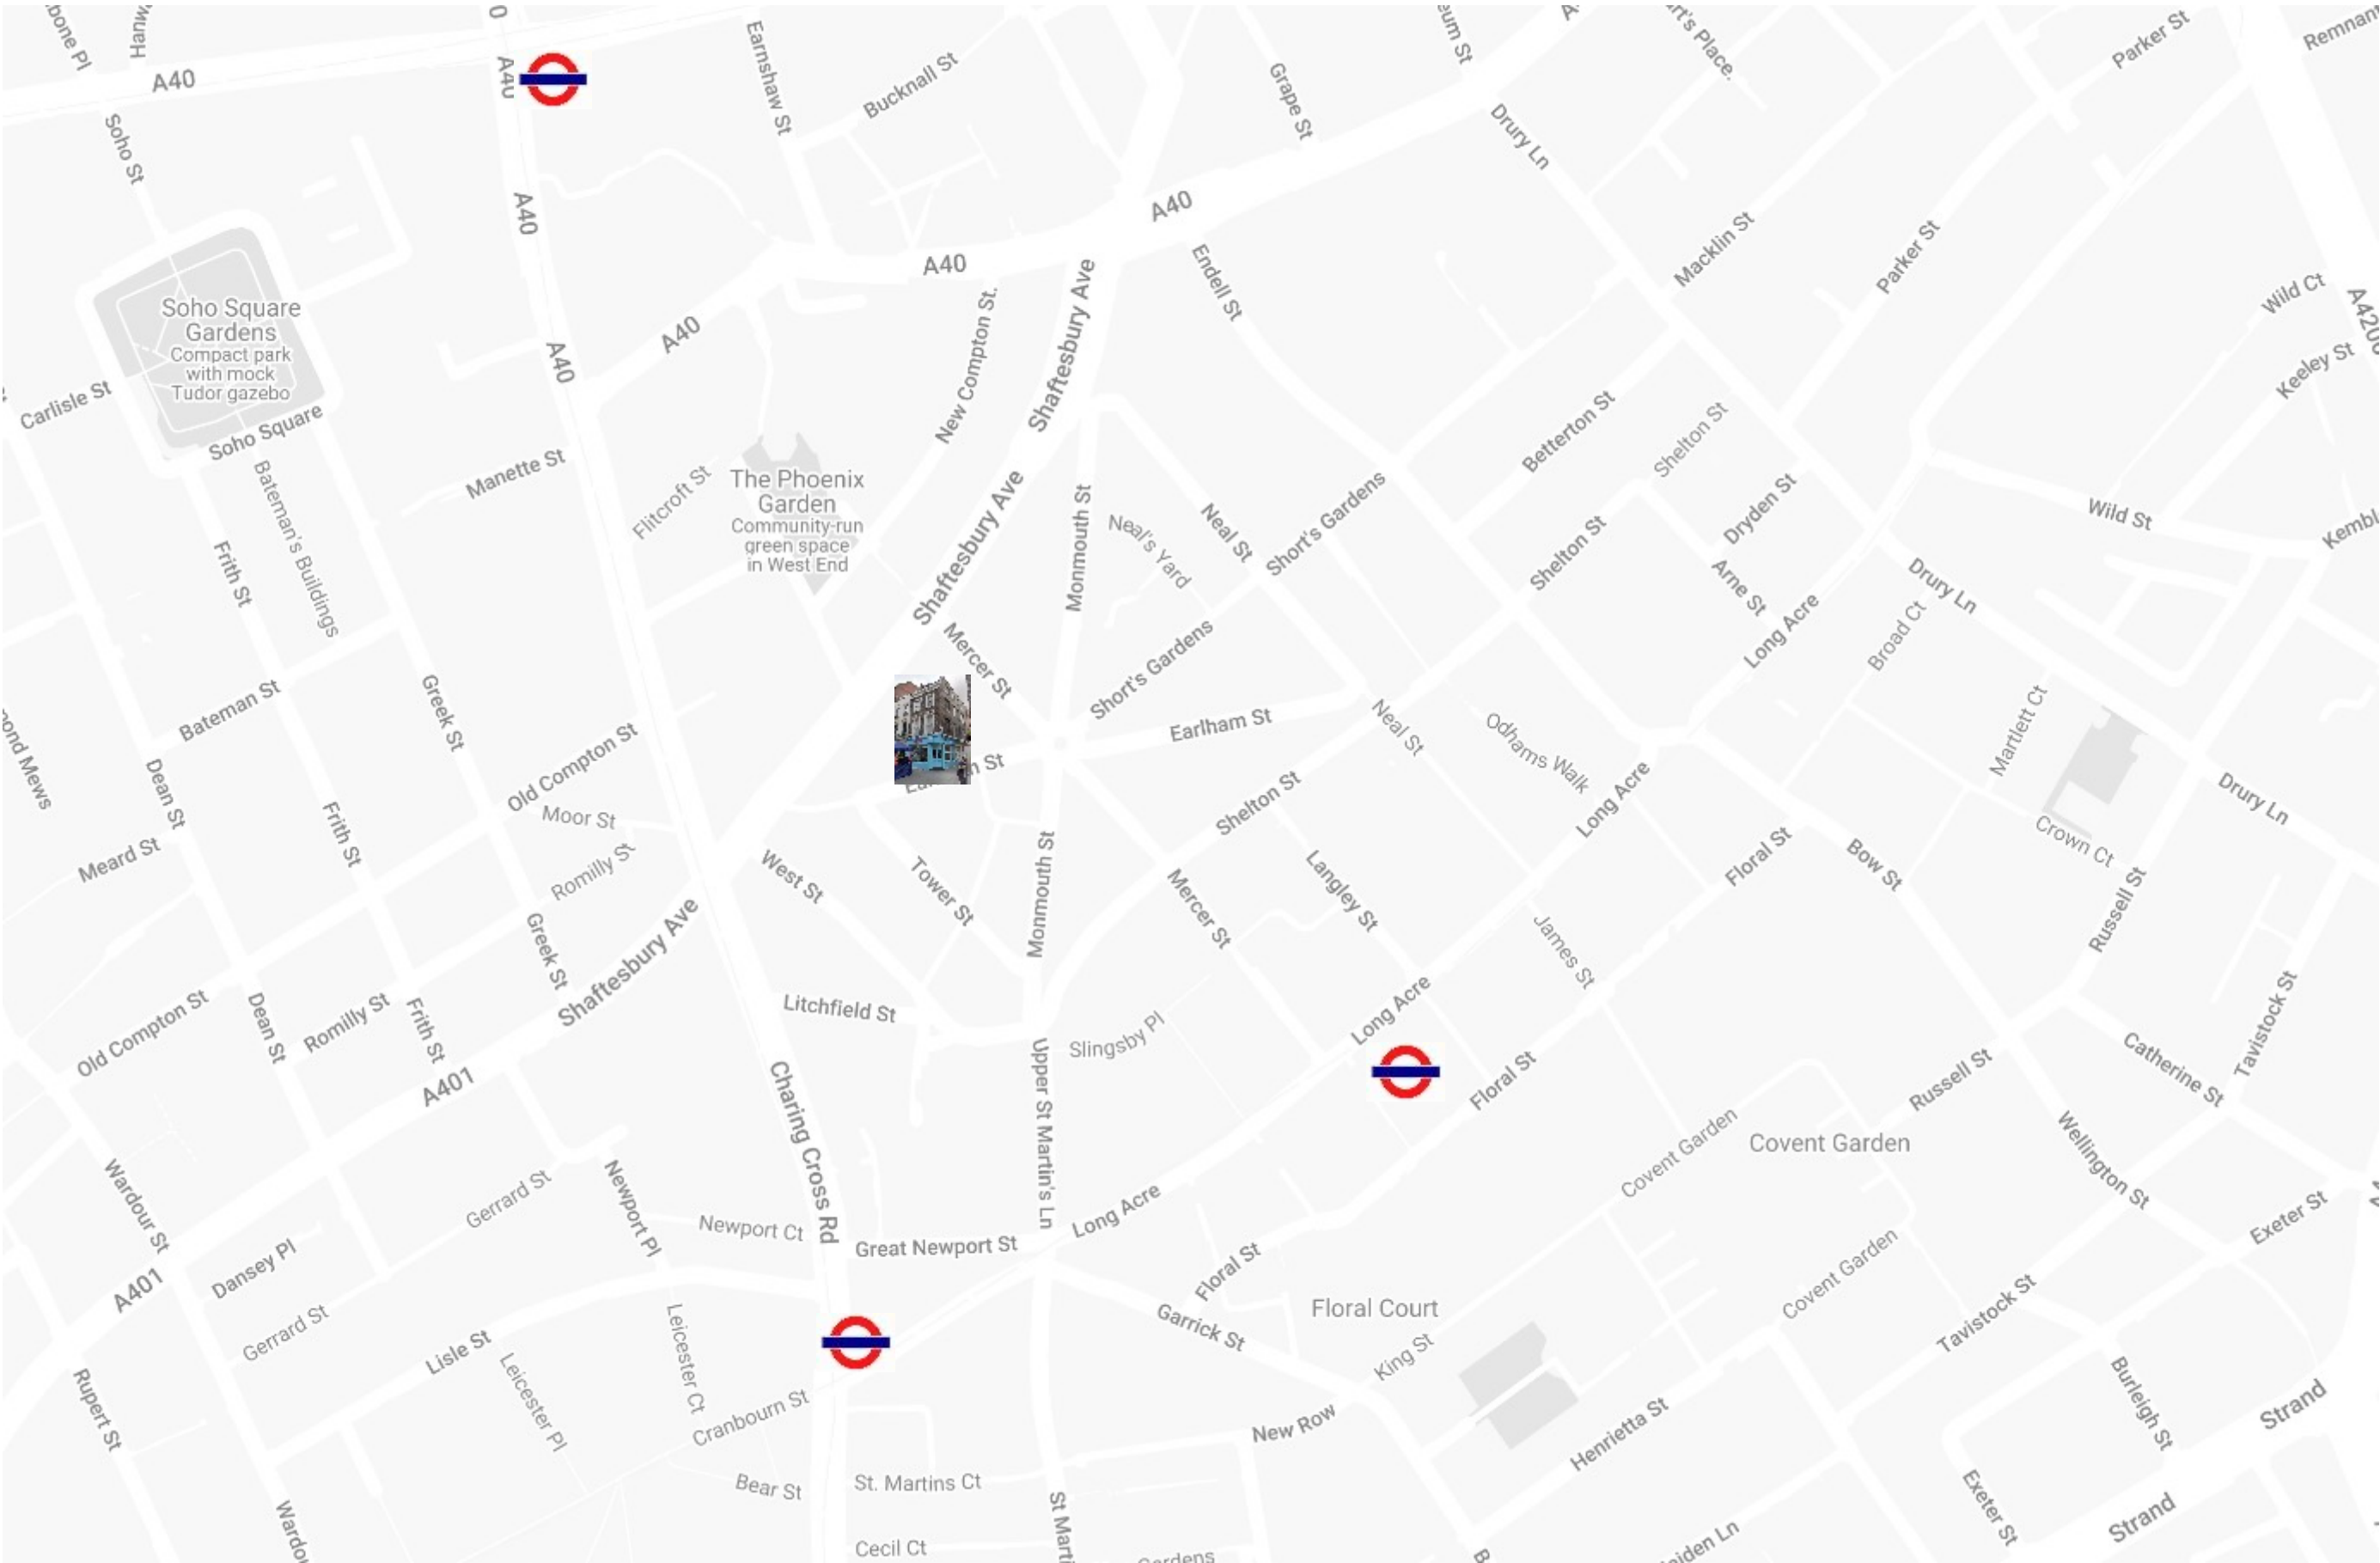 A40
A40
Soho St
Earnshaw St
Bucknall St
Grape St
Drury Ln
Parker St
A40
A40
A40
A40
A40
Endell St
Macklin St
Parker St
Wild Ct
Keeley St
Soho Square
Gardens
Compact park
with mock
Tudor gazebo
Carlisle St
Soho Square
Manette St
Flitcroft St
New Compton St.
Shaftesbury Ave
The Phoenix
Garden
Community-run
green space
in West End
Shaftesbury Ave
Monmouth St
Neal's Yard
Neal St
Short's Gardens
Betterton St
Shelton St
Shelton St
Dryden St
Arne St
Wild St
Drury Ln
Long Acre
Broad Ct
Bateman's Buildings
Frith St
Mercer St
Short's Gardens
Greek St
Bateman St
Earlham St
Neal St
Odhams Walk
Martlett Ct
Drury Ln
Dean St
Old Compton St
Moor St
Romilly St
Frith St
Meard St
West St
Tower St
Monmouth St
Shelton St
Mercer St
Langley St
Long Acre
Floral St
Bow St
Crown Ct
Russell St
Greek St
Shaftesbury Ave
James St
Old Compton St
Dean St
Romilly St
Frith St
Litchfield St
Slingsby Pl
Long Acre
Tavistock St
Catherine St
Russell St
Floral St
A401
Charing Cross Rd
Upper St Martin's Ln
Covent Garden
Covent Garden
Wellington St
Wardour St
Gerrard St
Newport Pl
Newport Ct
Great Newport St
Long Acre
Exeter St
Dansey Pl
A401
Floral St
Covent Garden
Floral Court
Garrick St
King St
Tavistock St
Gerrard St
Lisle St
Leicester Pl
Leicester Ct
Cranbourn St
New Row
Henrietta St
Burleigh St
Strand
Rupert St
Bear St
St. Martins Ct
Exeter St
Strand
Cecil Ct